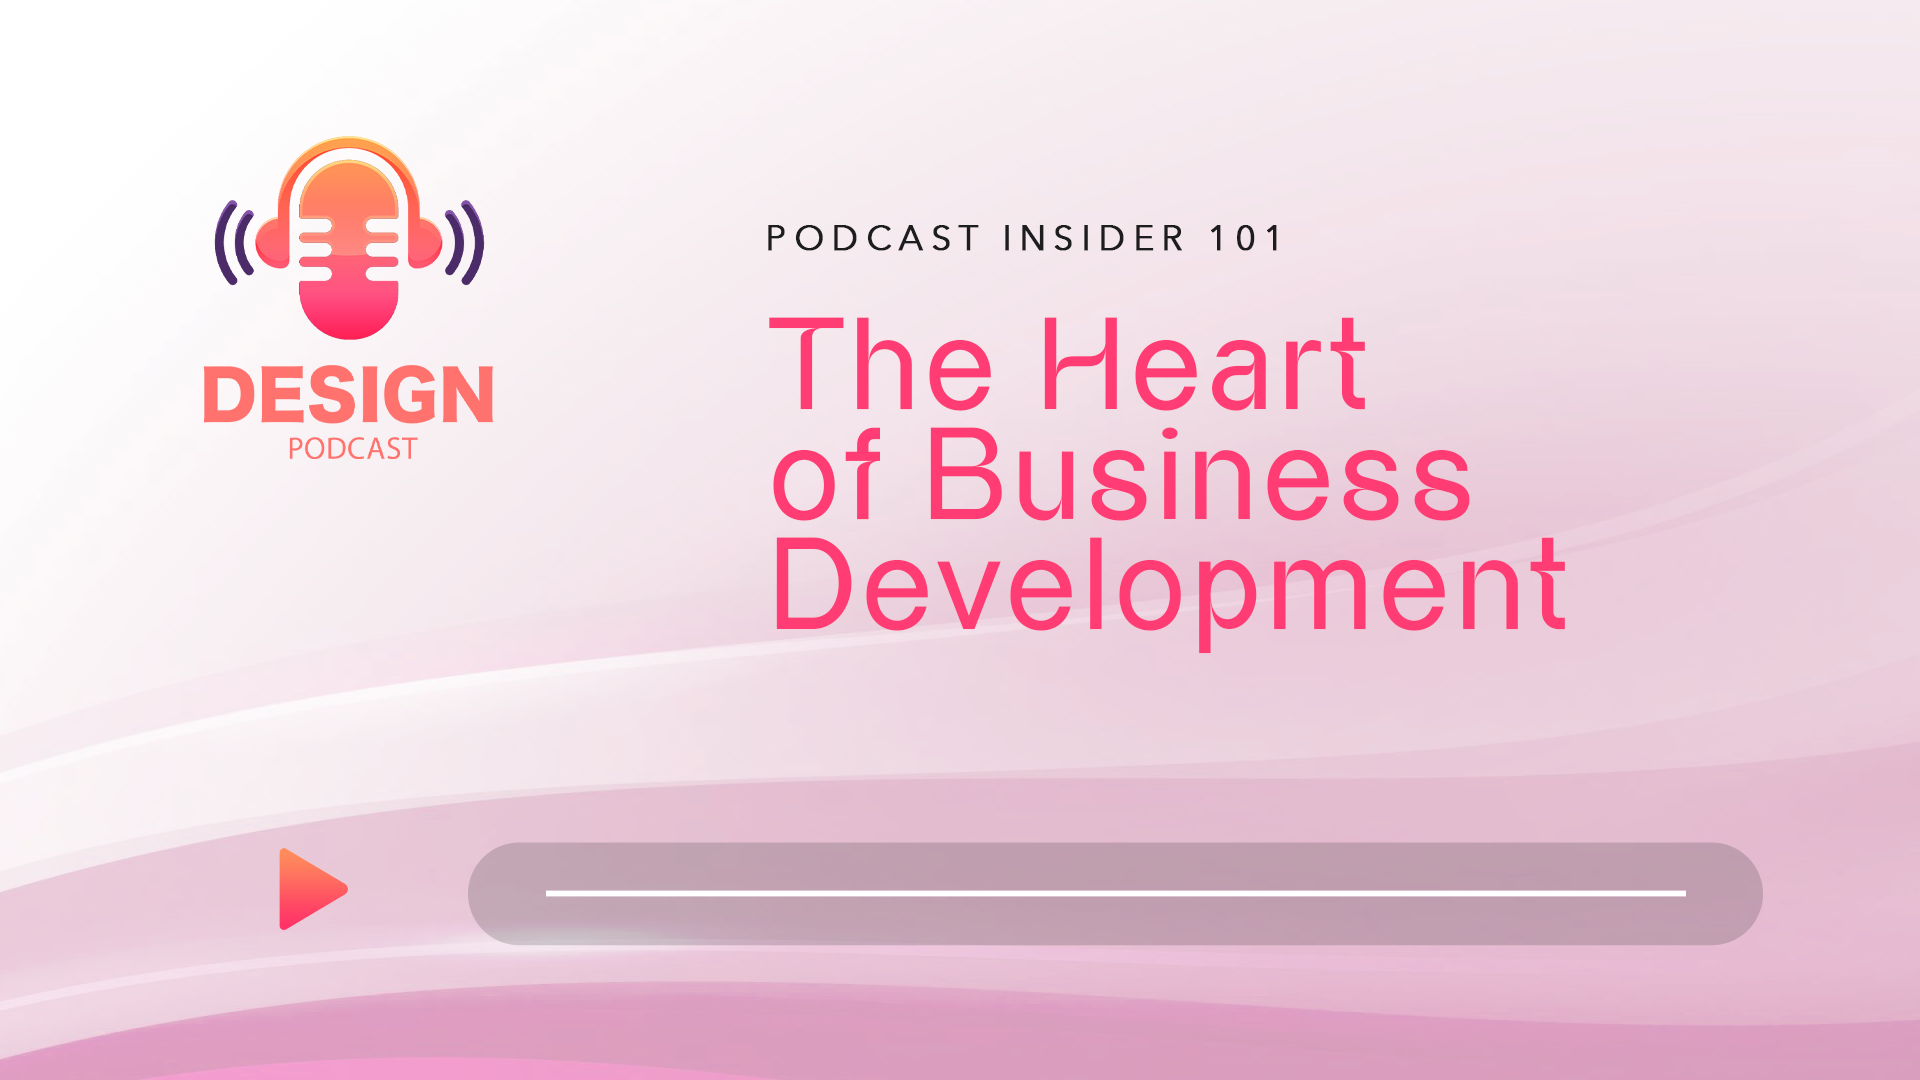 DESIGN
PODCAST
PODCAST INSIDER 101
The Heart
of Business
Development